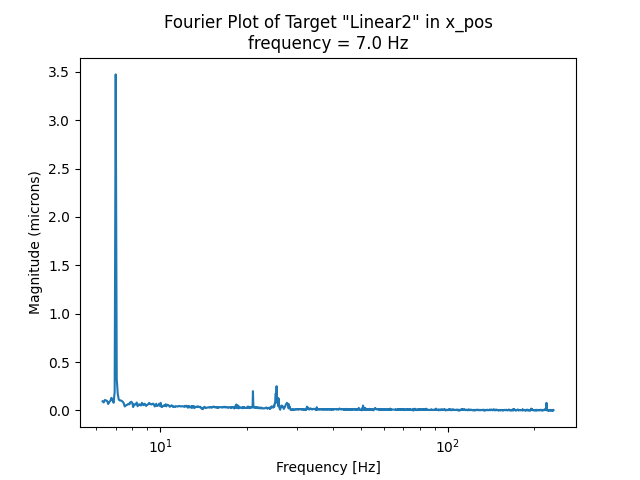 Fourier Plot of Target "Linear2" in x_pos
frequency = 7.0 Hz
3.5
3.0
2.5
2.0
1.5
1.0
0.5
0.0
Magnitude (microns)
10¹
10²
Frequency [Hz]